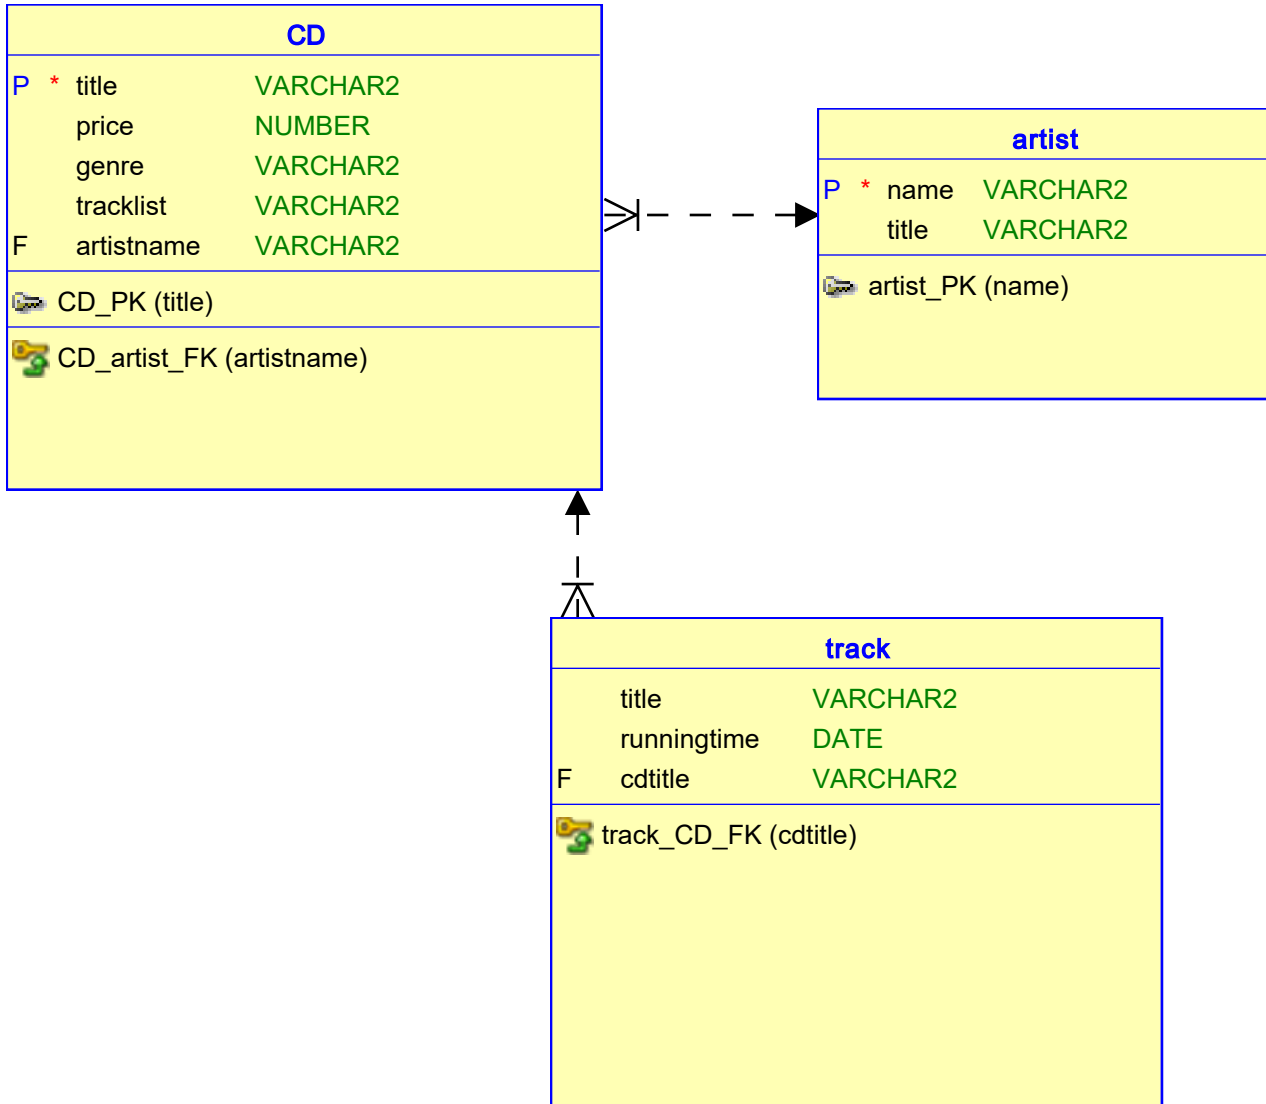 CD
P * title VARCHAR2
price NUMBER
genre VARCHAR2
tracklist VARCHAR2
F artistname VARCHAR2
CD_PK (title)
CD_artist_FK (artistname)
artist
P * name VARCHAR2
title VARCHAR2
artist_PK (name)
track
title VARCHAR2
runningtime DATE
F cdtitle VARCHAR2
track_CD_FK (cdtitle)